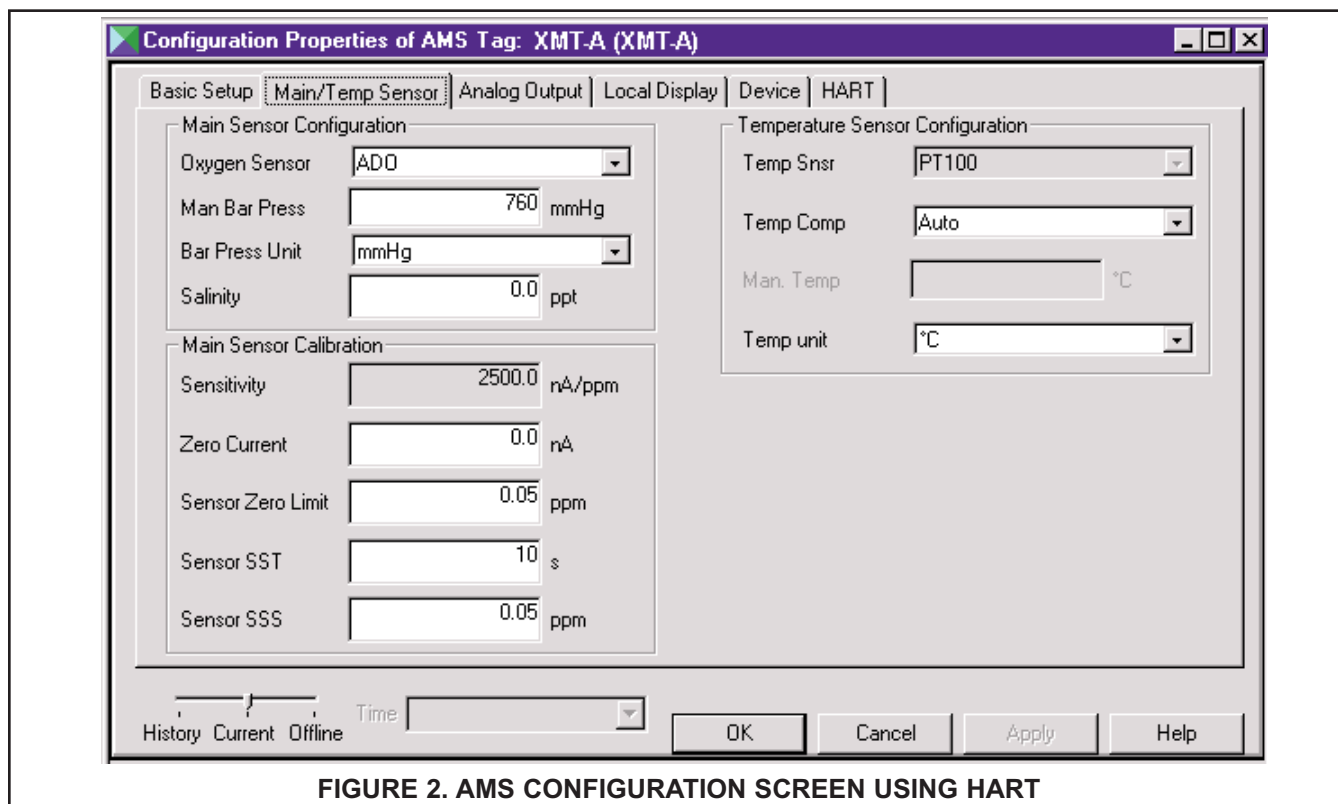 Configuration Properties of AMS Tag: XMT-A (XMT-A)
Basic Setup Main/Temp Sensor Analog Output Local Display Device HART
Main Sensor Configuration
Oxygen Sensor ADO
Man Bar Press 760 mmHg
Bar Press Unit mmHg
Salinity 0.0 ppt
Main Sensor Calibration
Sensitivity 2500.0 nA/ppm
Zero Current 0.0 nA
Sensor Zero Limit 0.05 ppm
Sensor SST 10 s
Sensor SSS 0.05 ppm
Temperature Sensor Configuration
Temp Snsr PT100
Temp Comp Auto
Man. Temp °C
Temp unit °C
History Current Offline
Time
OK Cancel Apply Help
FIGURE 2. AMS CONFIGURATION SCREEN USING HART